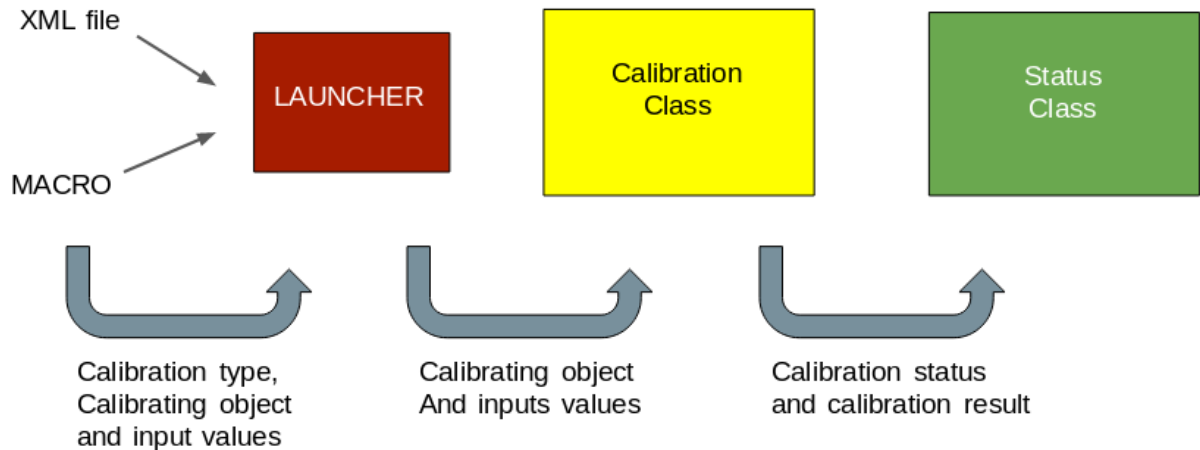 XML file
MACRO
LAUNCHER
Calibration
Class
Status
Class
Calibration type,
Calibrating object
and input values
Calibrating object
And inputs values
Calibration status
and calibration result